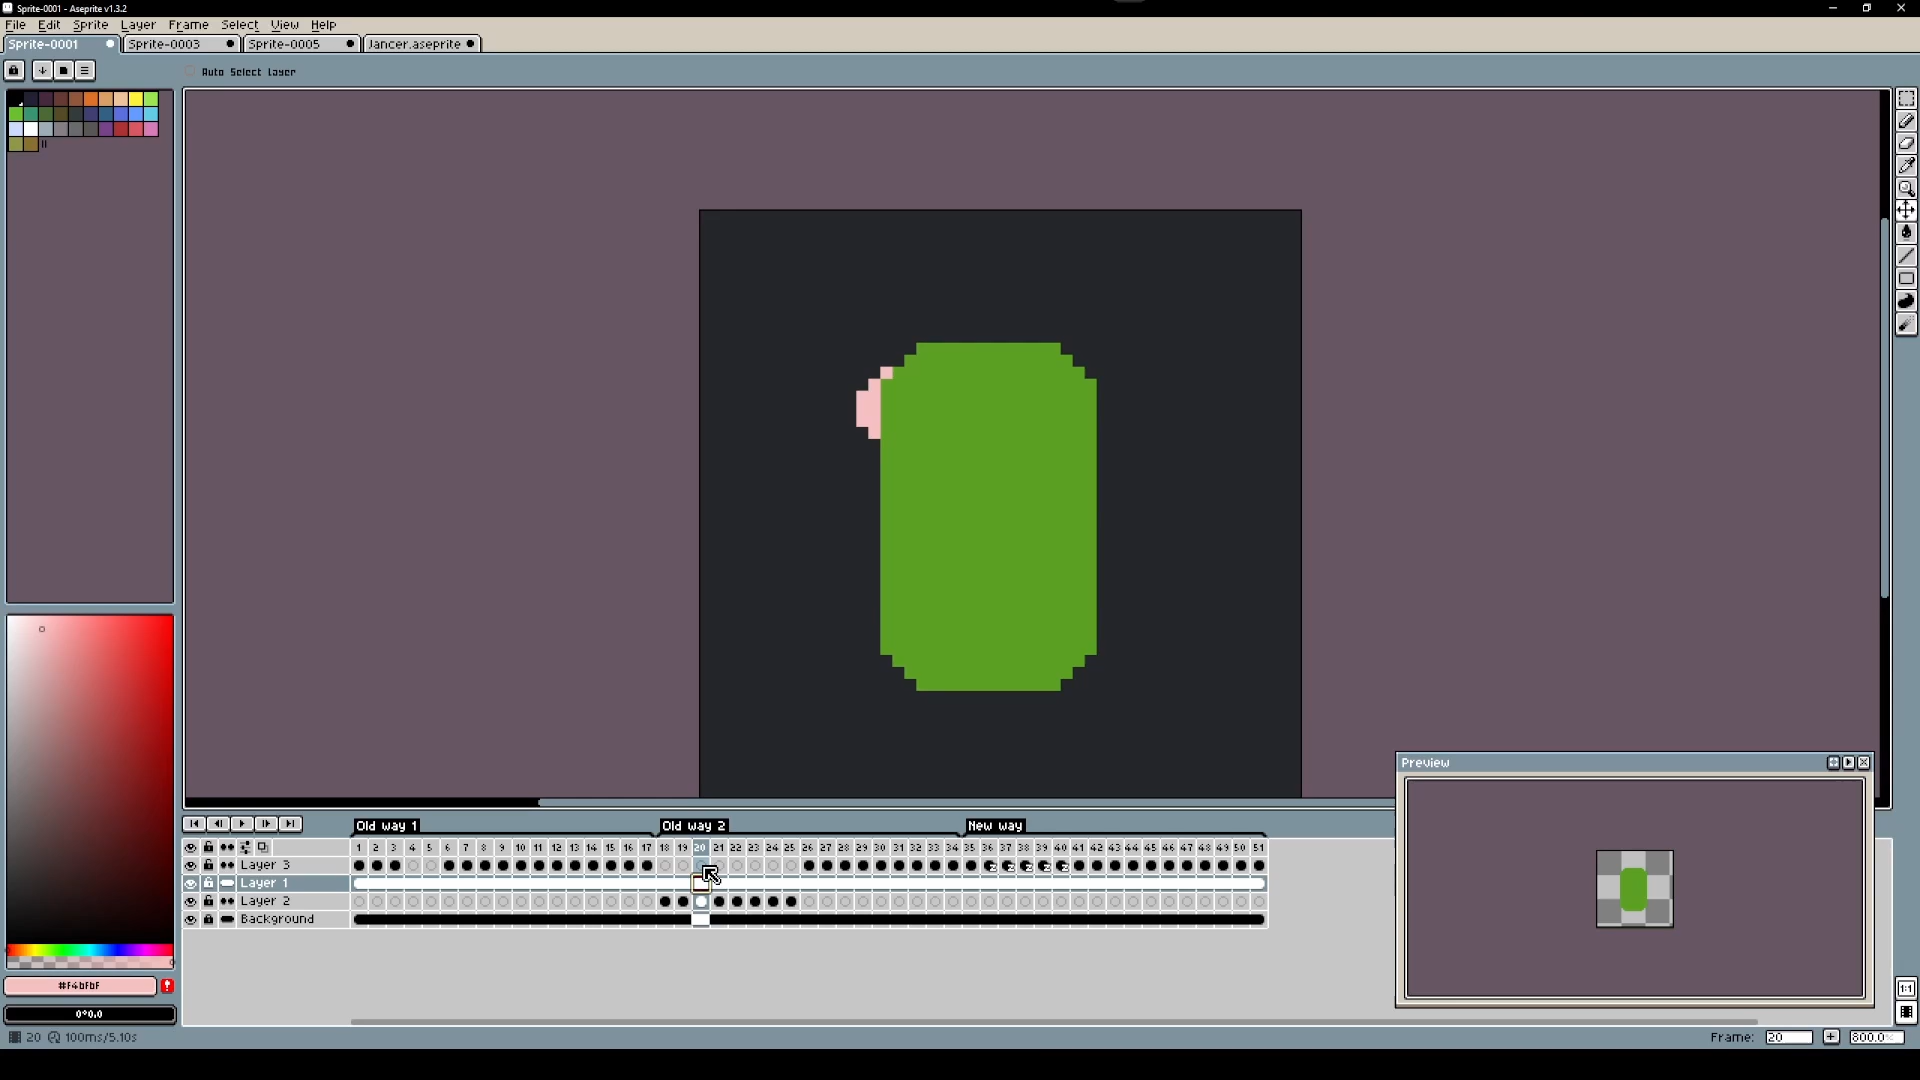 Sprite-0001 - Aseprite v1.3.2
File Edit Sprite Layer Frame Select View Help
Sprite-0001 Sprite-0003 Sprite-0005 Jancer.aseprite
Auto Select Layer
Preview
Old way 1 Old way 2 New way
1 2 3 4 5 6 7 8 9 10 11 12 13 14 15 16 17 18 19 20 21 22 23 24 25 26 27 28 29 30 31 32 33 34 35 36 37 38 39 40 41 42 43 44 45 46 47 48 49 50 51
Layer 3
Layer 1
Layer 2
Background
#F4BFBF
0°0.0
1:1
20 100ms/5.10s Frame: 20 800.0%